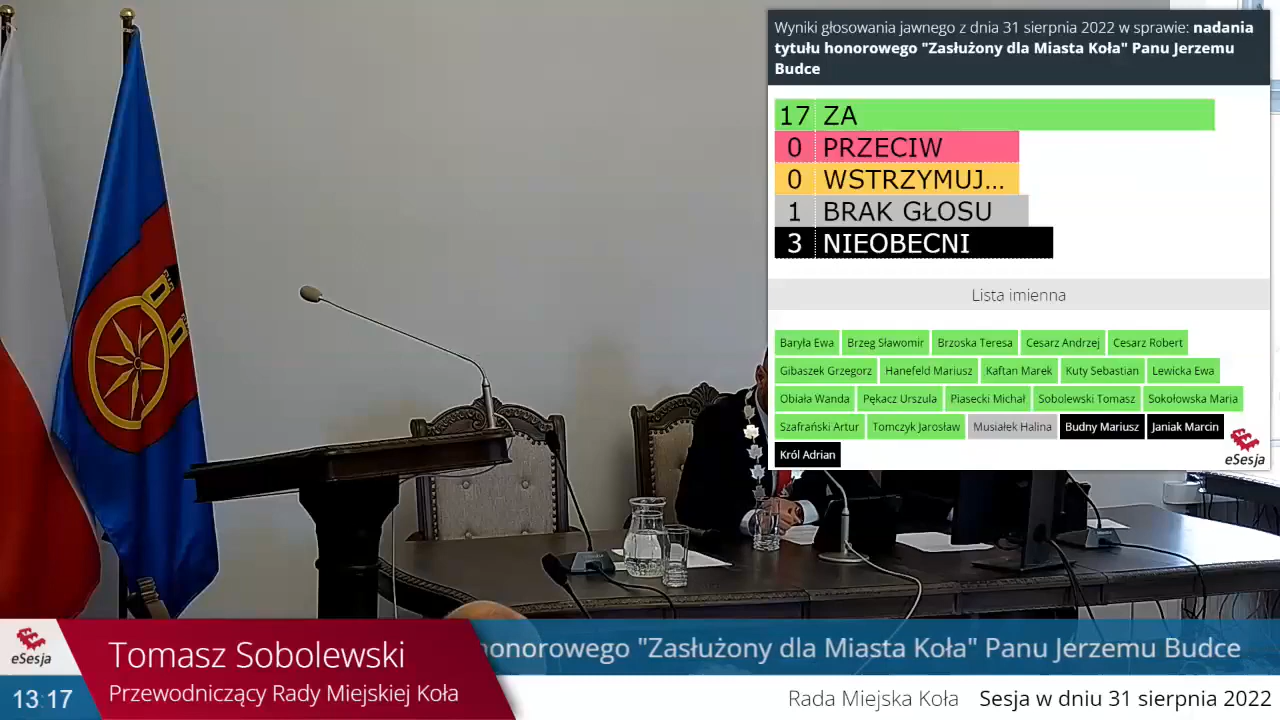 Wyniki głosowania jawnego z dnia 31 sierpnia 2022 w sprawie: nadania
tytułu honorowego "Zasłużony dla Miasta Koła" Panu Jerzemu
Budce
17 ZA
0 PRZECIW
0 WSTRZYMUJ...
1 BRAK GŁOSU
3 NIEOBECNI
Lista imienna
Baryła Ewa Brzeg Sławomir Brzoska Teresa Cesarz Andrzej Cesarz Robert
Gibaszek Grzegorz Hanefeld Mariusz Kaftan Marek Kuty Sebastian Lewicka Ewa
Obiała Wanda Pękacz Urszula Piasecki Michał Sobolewski Tomasz Sokołowska Maria
Szafrański Artur Tomczyk Jarosław Musiałek Halina Budny Mariusz Janiak Marcin
Król Adrian
eSesja
eSesja
Tomasz Sobolewski
Przewodniczący Rady Miejskiej Koła
honorowego "Zasłużony dla Miasta Koła" Panu Jerzemu Budce
13:17
Rada Miejska Koła Sesja w dniu 31 sierpnia 2022